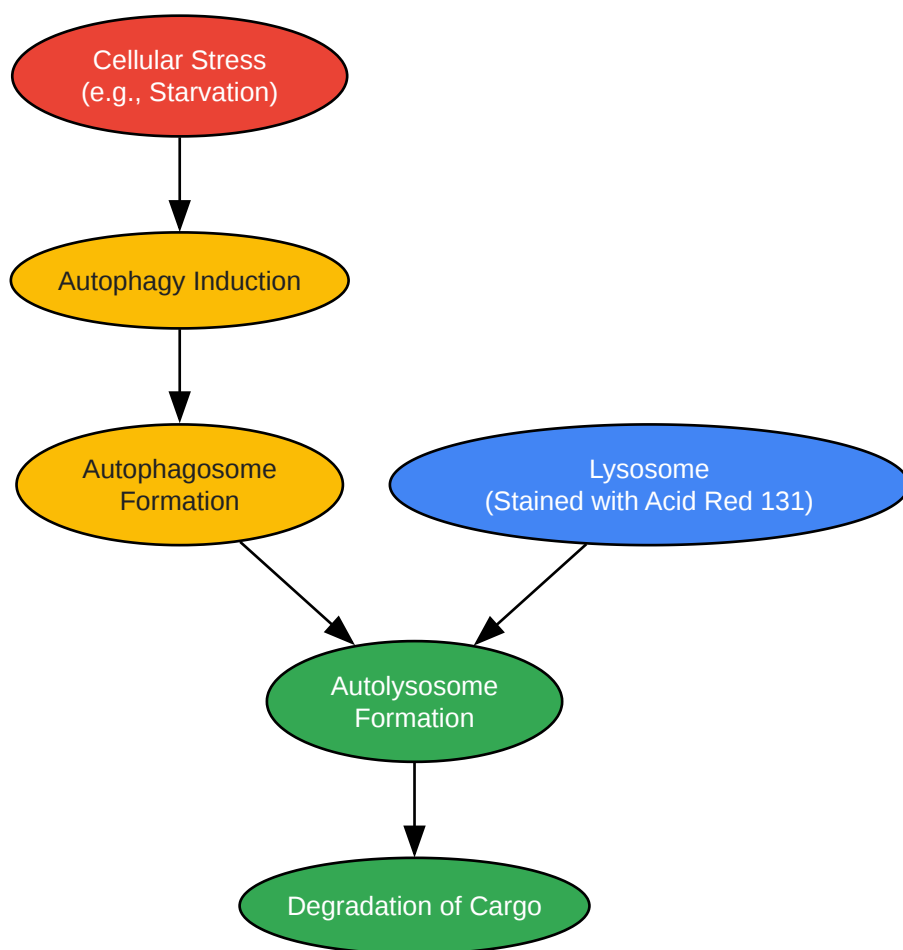 Cellular Stress
(e.g., Starvation)
Autophagy Induction
Autophagosome
Formation
Lysosome
(Stained with Acid Red 131)
Autolysosome
Formation
Degradation of Cargo